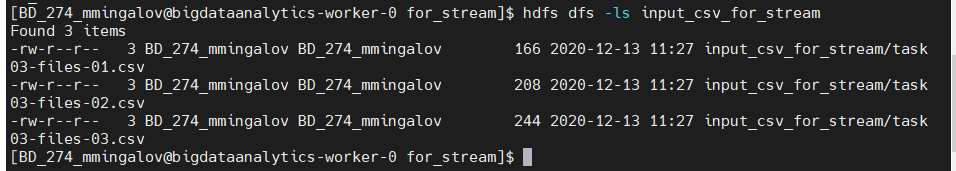 [BD_274_mmingalov@bigdataanalytics-worker-0 for_stream]$ hdfs dfs -ls input_csv_for_stream
Found 3 items
-rw-r--r--   3 BD_274_mmingalov BD_274_mmingalov        166 2020-12-13 11:27 input_csv_for_stream/task
03-files-01.csv
-rw-r--r--   3 BD_274_mmingalov BD_274_mmingalov        208 2020-12-13 11:27 input_csv_for_stream/task
03-files-02.csv
-rw-r--r--   3 BD_274_mmingalov BD_274_mmingalov        244 2020-12-13 11:27 input_csv_for_stream/task
03-files-03.csv
[BD_274_mmingalov@bigdataanalytics-worker-0 for_stream]$